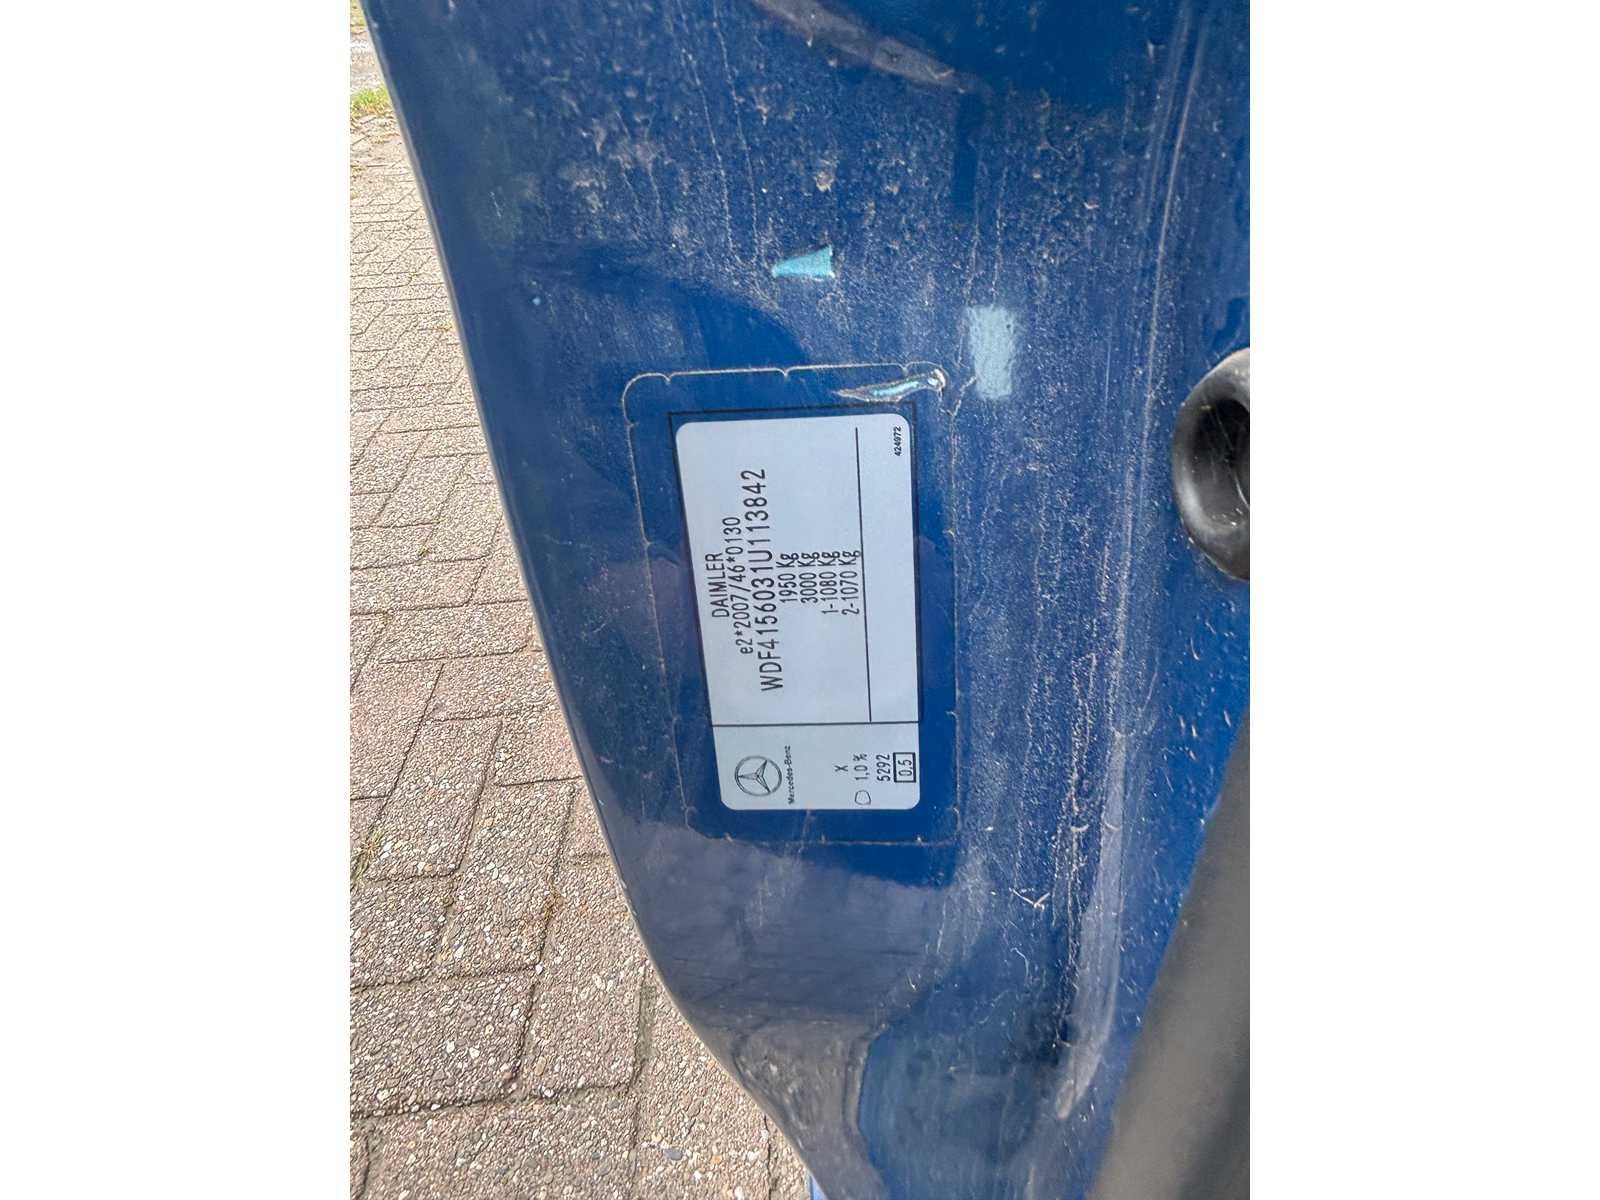 DAIMLER
e2*2007/46*0130
WDF4156031U113842
1950 Kg
3000 Kg
1-1080 Kg
2-1070 Kg
424972
Mercedes-Benz
X
1,0 %
5292
0.5